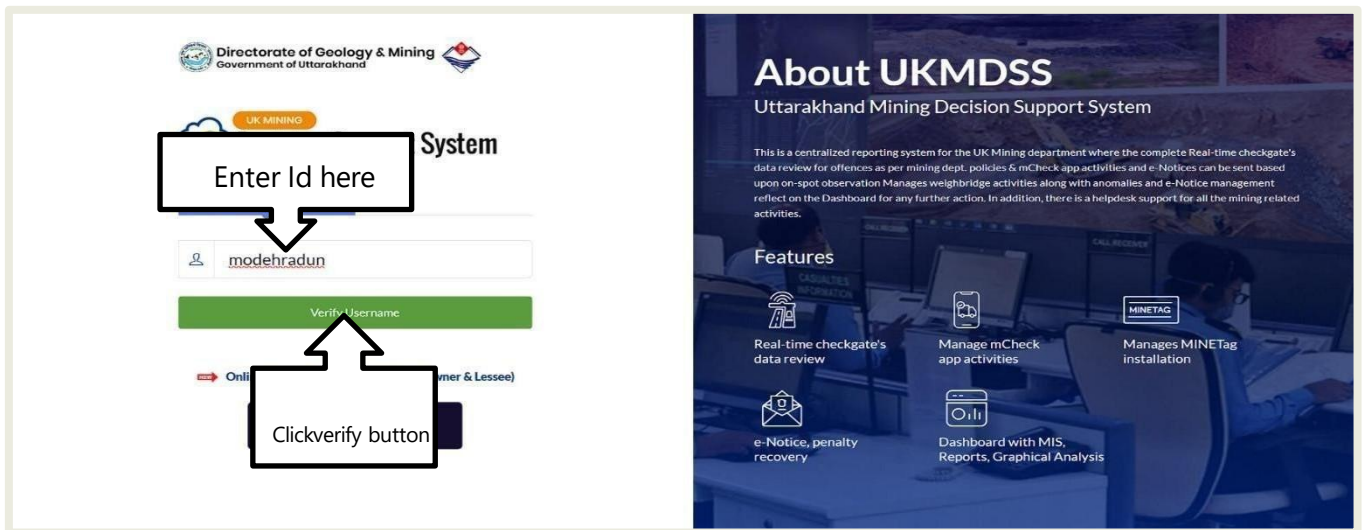 Directorate of Geology & Mining
Government of Uttarakhand
UK MINING
System
Enter Id here
modehradun
Verify Username
Onli
wner & Lessee)
Clickverify button
About UKMDSS
Uttarakhand Mining Decision Support System
This is a centralized reporting system for the UK Mining department where the complete Real-time checkgate's
data review for offences as per mining dept. policies & mCheck app activities and e-Notices can be sent based
upon on-spot observation Manages weighbridge activities along with anomalies and e-Notice management
reflect on the Dashboard for any further action. In addition, there is a helpdesk support for all the mining related
activities.
CALL RECEIVER
CALL RECEIVER
Features
CASUALTIES
INFORMATION
Real-time checkgate's
data review
Manage mCheck
app activities
MINETAG
Manages MINETag
installation
e-Notice, penalty
recovery
Dashboard with MIS,
Reports, Graphical Analysis